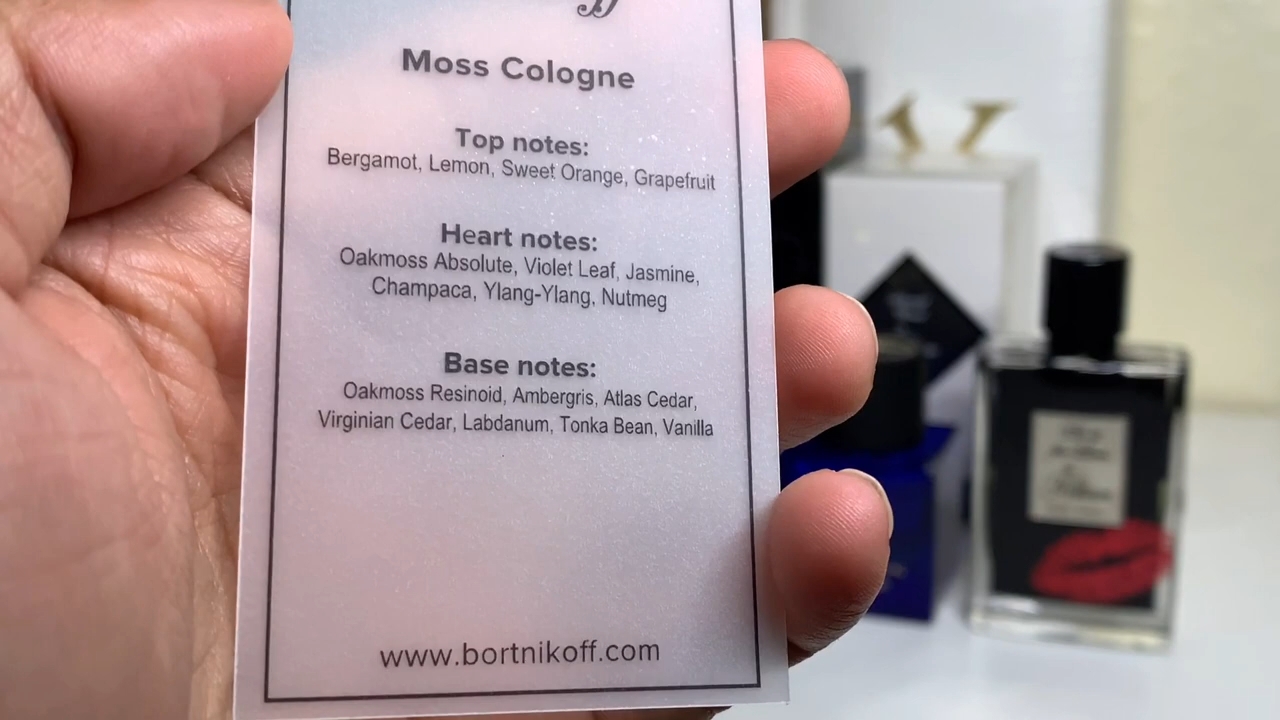 Moss Cologne
Top notes:
Bergamot, Lemon, Sweet Orange, Grapefruit
Heart notes:
Oakmoss Absolute, Violet Leaf, Jasmine,
Champaca, Ylang-Ylang, Nutmeg
Base notes:
Oakmoss Resinoid, Ambergris, Atlas Cedar,
Virginian Cedar, Labdanum, Tonka Bean, Vanilla
www.bortnikoff.com